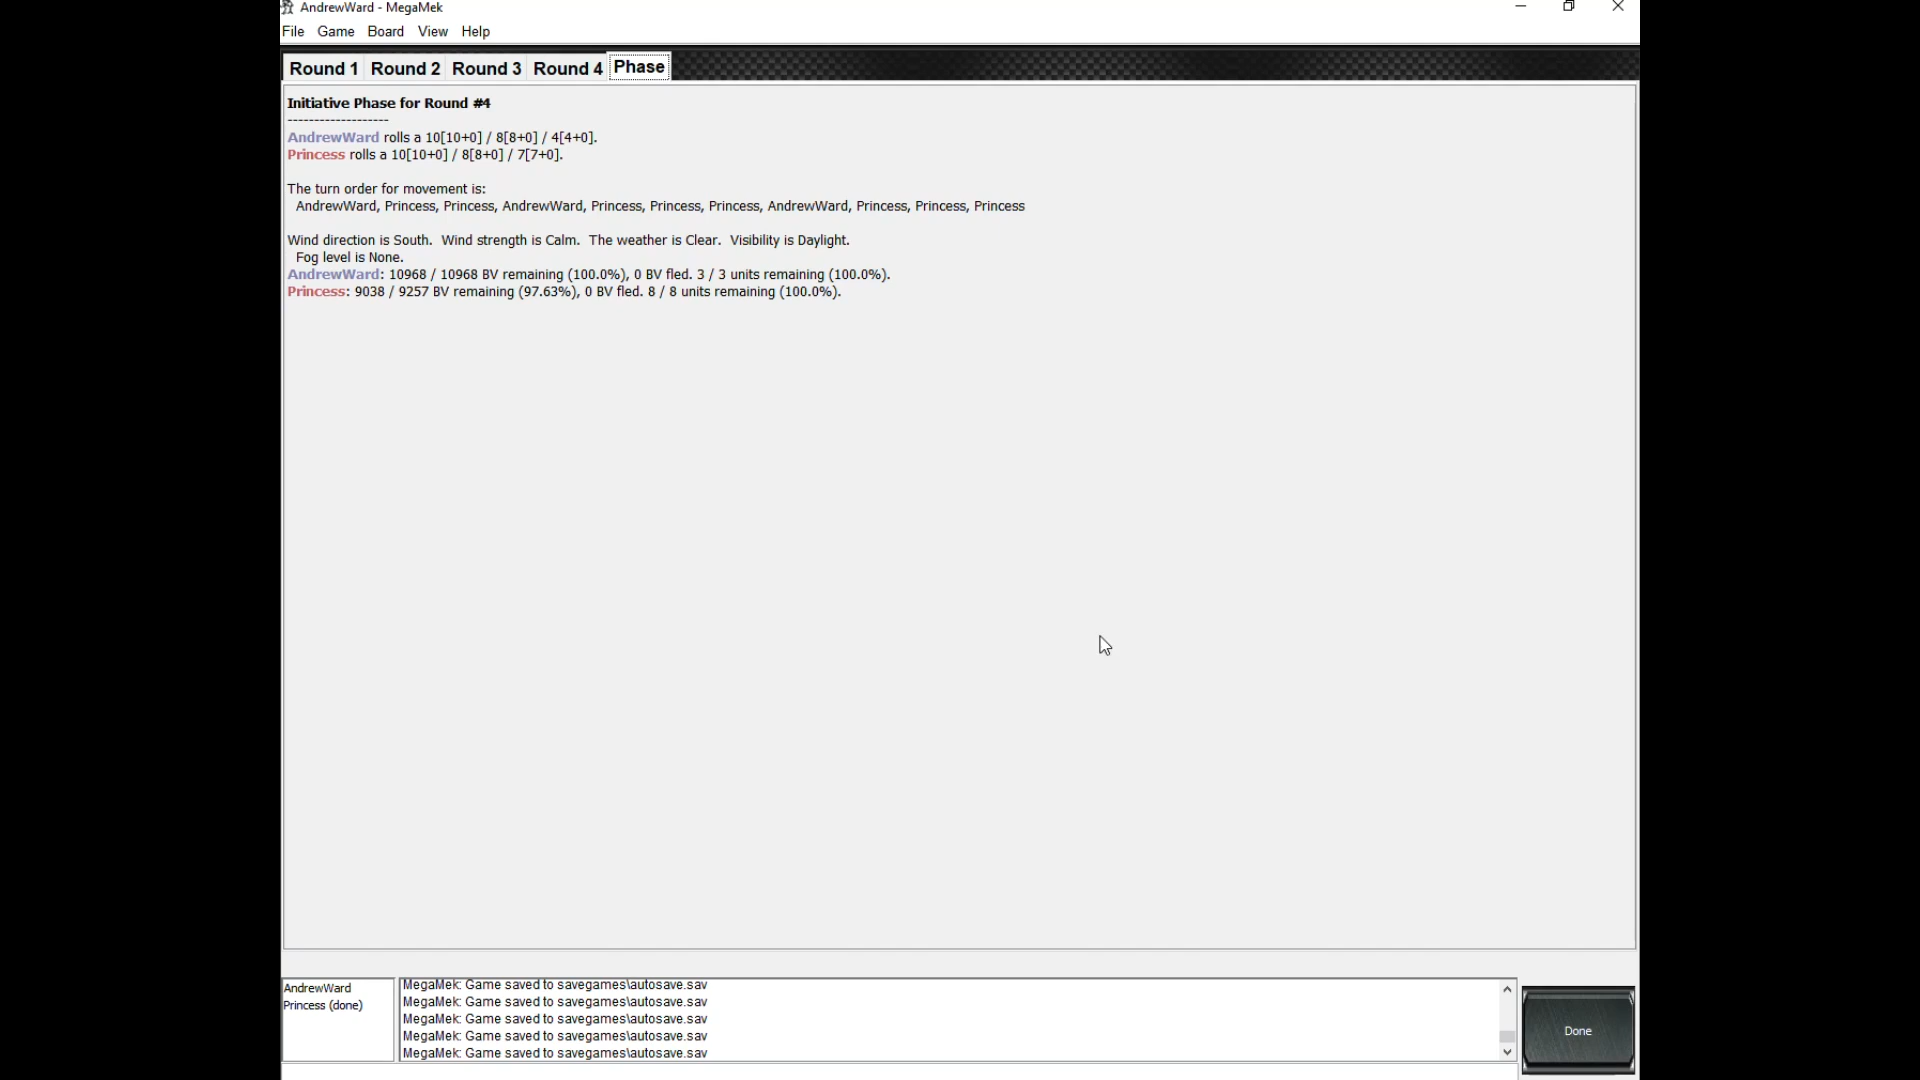 AndrewWard - MegaMek
File Game Board View Help
Round 1 Round 2 Round 3 Round 4 Phase
Initiative Phase for Round #4
-------------------
AndrewWard rolls a 10[10+0] / 8[8+0] / 4[4+0].
Princess rolls a 10[10+0] / 8[8+0] / 7[7+0].
The turn order for movement is:
AndrewWard, Princess, Princess, AndrewWard, Princess, Princess, Princess, AndrewWard, Princess, Princess, Princess
Wind direction is South. Wind strength is Calm. The weather is Clear. Visibility is Daylight.
Fog level is None.
AndrewWard: 10968 / 10968 BV remaining (100.0%), 0 BV fled. 3 / 3 units remaining (100.0%).
Princess: 9038 / 9257 BV remaining (97.63%), 0 BV fled. 8 / 8 units remaining (100.0%).
AndrewWard
Princess (done)
MegaMek: Game saved to savegames\autosave.sav
MegaMek: Game saved to savegames\autosave.sav
MegaMek: Game saved to savegames\autosave.sav
MegaMek: Game saved to savegames\autosave.sav
MegaMek: Game saved to savegames\autosave.sav
Done